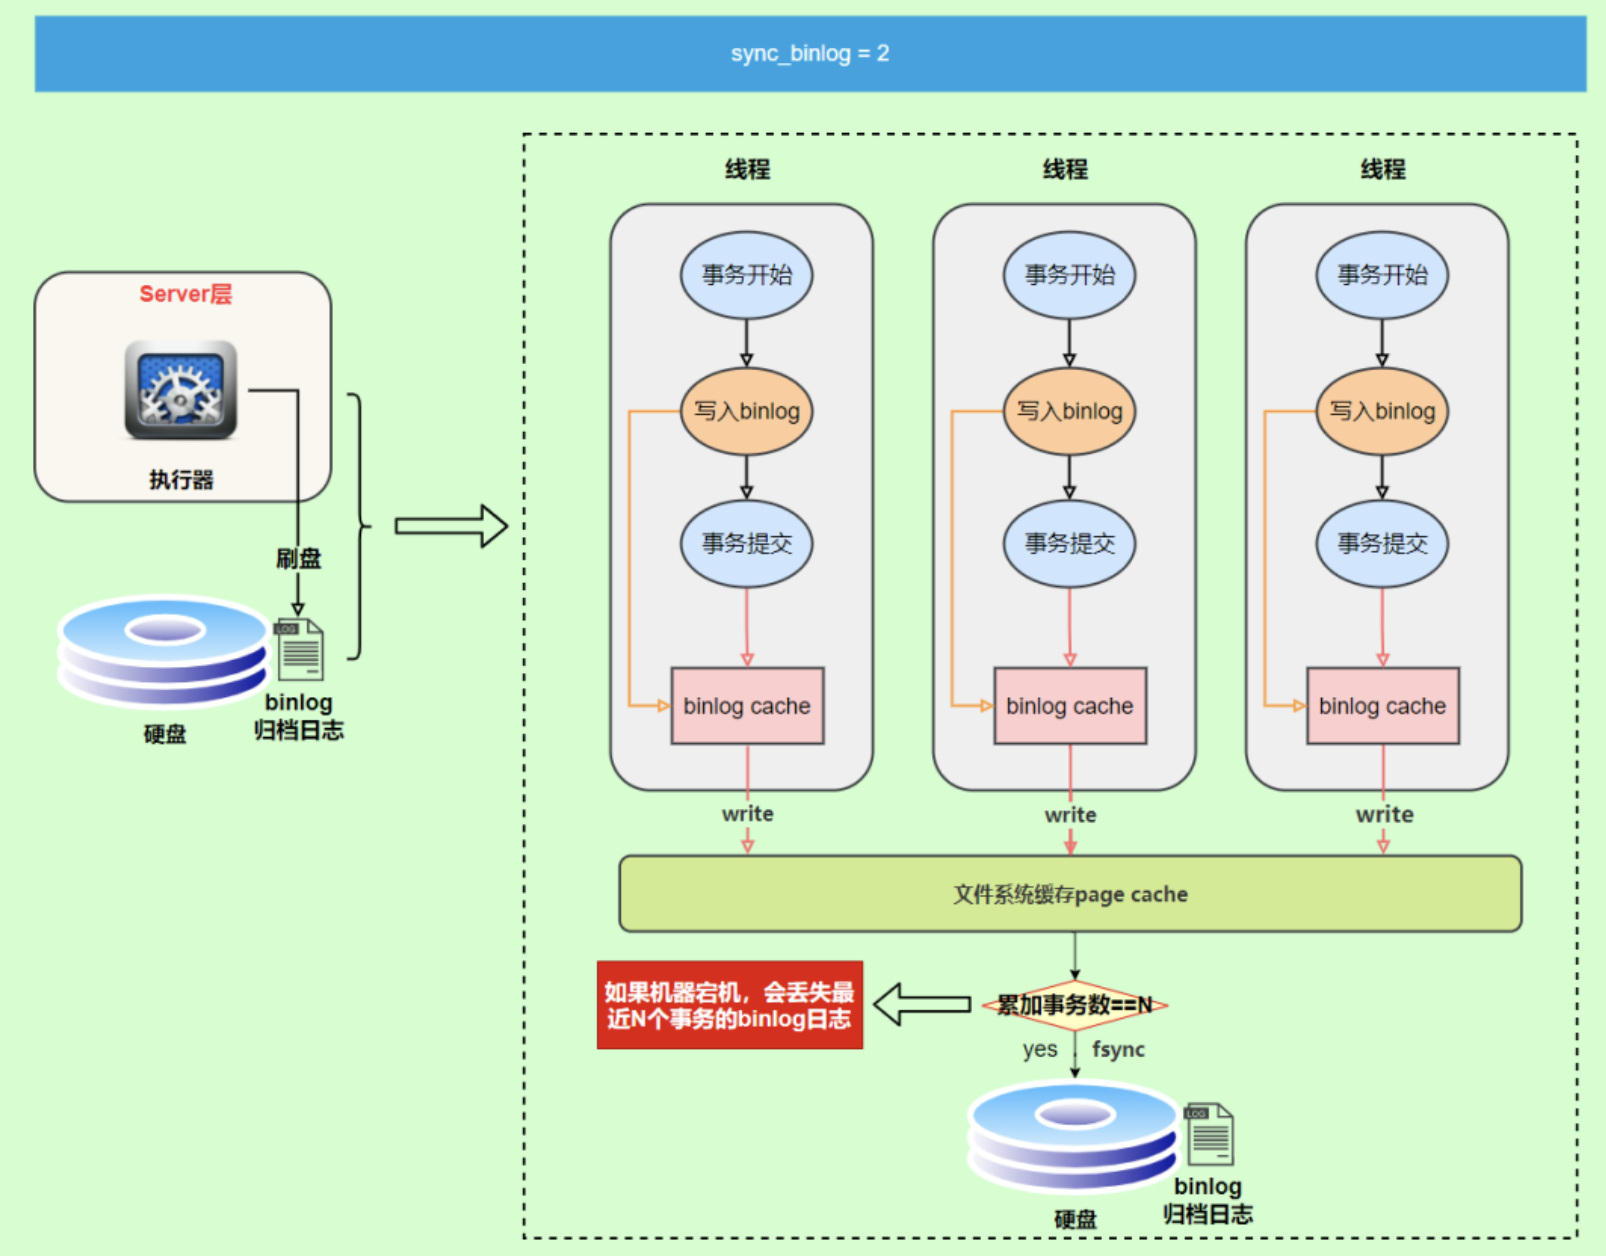 sync_binlog = 2
Server层
执行器
刷盘
LOG
binlog
归档日志
硬盘
线程
线程
线程
事务开始
事务开始
事务开始
写入binlog
写入binlog
写入binlog
事务提交
事务提交
事务提交
binlog cache
binlog cache
binlog cache
write
write
write
文件系统缓存page cache
累加事务数==N
如果机器宕机，会丢失最
近N个事务的binlog日志
yes
fsync
LOG
binlog
归档日志
硬盘